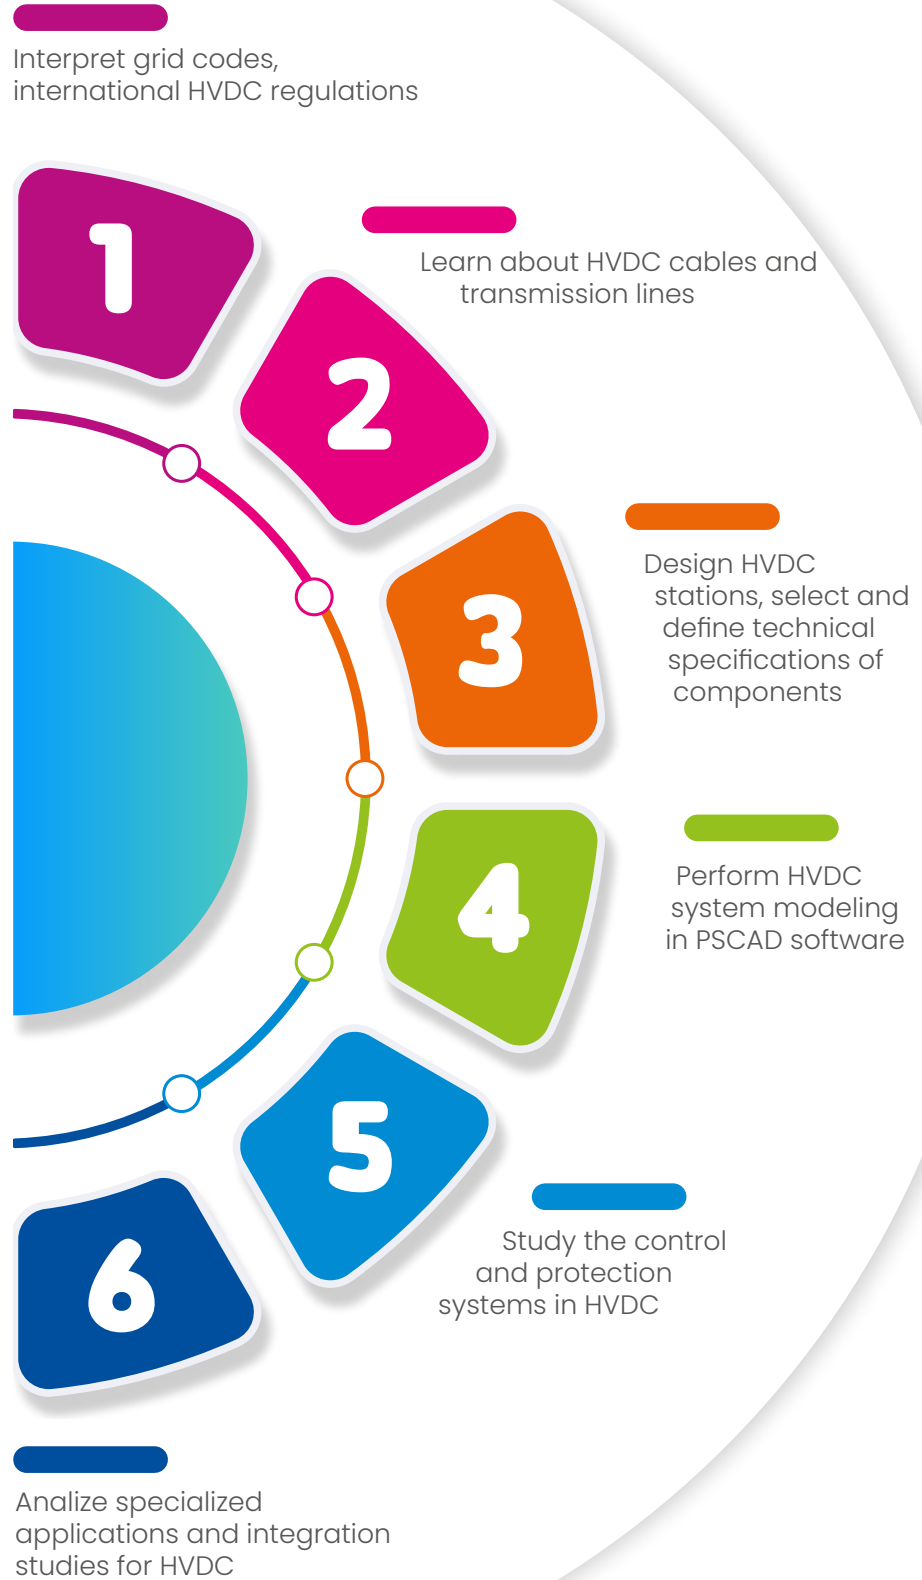 Interpret grid codes,
international HVDC regulations
1
Learn about HVDC cables and
transmission lines
2
Design HVDC
stations, select and
define technical
specifications of
components
3
Perform HVDC
system modeling
in PSCAD software
4
5
Study the control
and protection
systems in HVDC
6
Analize specialized
applications and integration
studies for HVDC